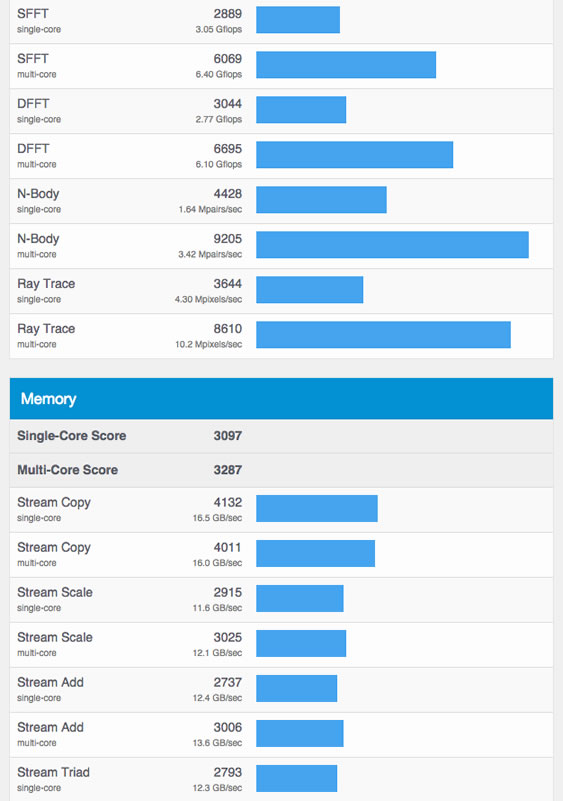 SFFT 2889
single-core 3.05 Gflops
SFFT 6069
multi-core 6.40 Gflops
DFFT 3044
single-core 2.77 Gflops
DFFT 6695
multi-core 6.10 Gflops
N-Body 4428
single-core 1.64 Mpairs/sec
N-Body 9205
multi-core 3.42 Mpairs/sec
Ray Trace 3644
single-core 4.30 Mpixels/sec
Ray Trace 8610
multi-core 10.2 Mpixels/sec
Memory
Single-Core Score 3097
Multi-Core Score 3287
Stream Copy 4132
single-core 16.5 GB/sec
Stream Copy 4011
multi-core 16.0 GB/sec
Stream Scale 2915
single-core 11.6 GB/sec
Stream Scale 3025
multi-core 12.1 GB/sec
Stream Add 2737
single-core 12.4 GB/sec
Stream Add 3006
multi-core 13.6 GB/sec
Stream Triad 2793
single-core 12.3 GB/sec